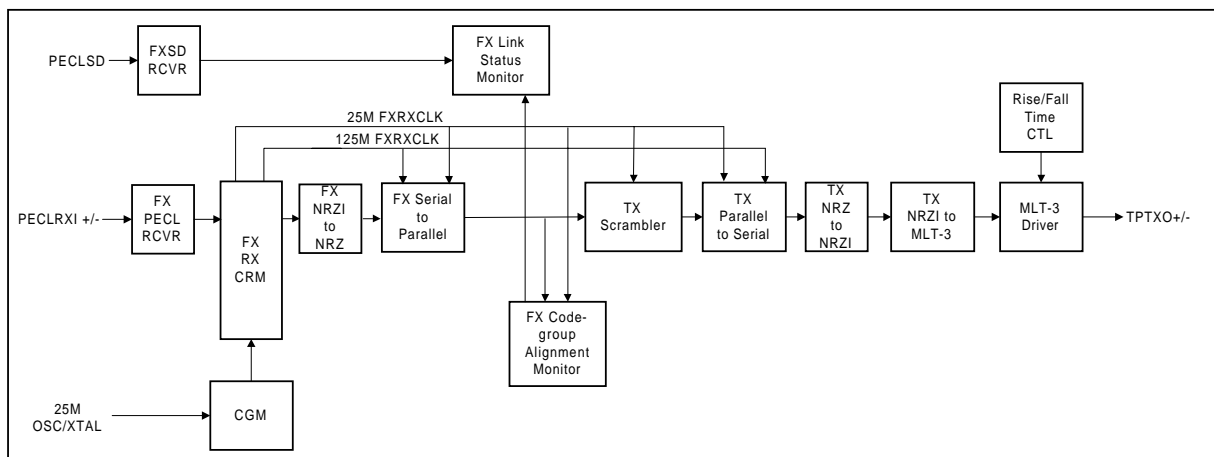 PECLSD
FXSD
RCVR
FX Link
Status
Monitor
Rise/Fall
Time
CTL
25M FXRXCLK
125M FXRXCLK
PECLRXI +/-
FX
PECL
RCVR
FX
RX
CRM
FX
NRZI
to
NRZ
FX Serial
to
Parallel
TX
Scrambler
TX
Parallel
to Serial
TX
NRZ
to
NRZI
TX
NRZI to
MLT-3
MLT-3
Driver
TPTXO+/-
FX Code-
group
Alignment
Monitor
25M
OSC/XTAL
CGM